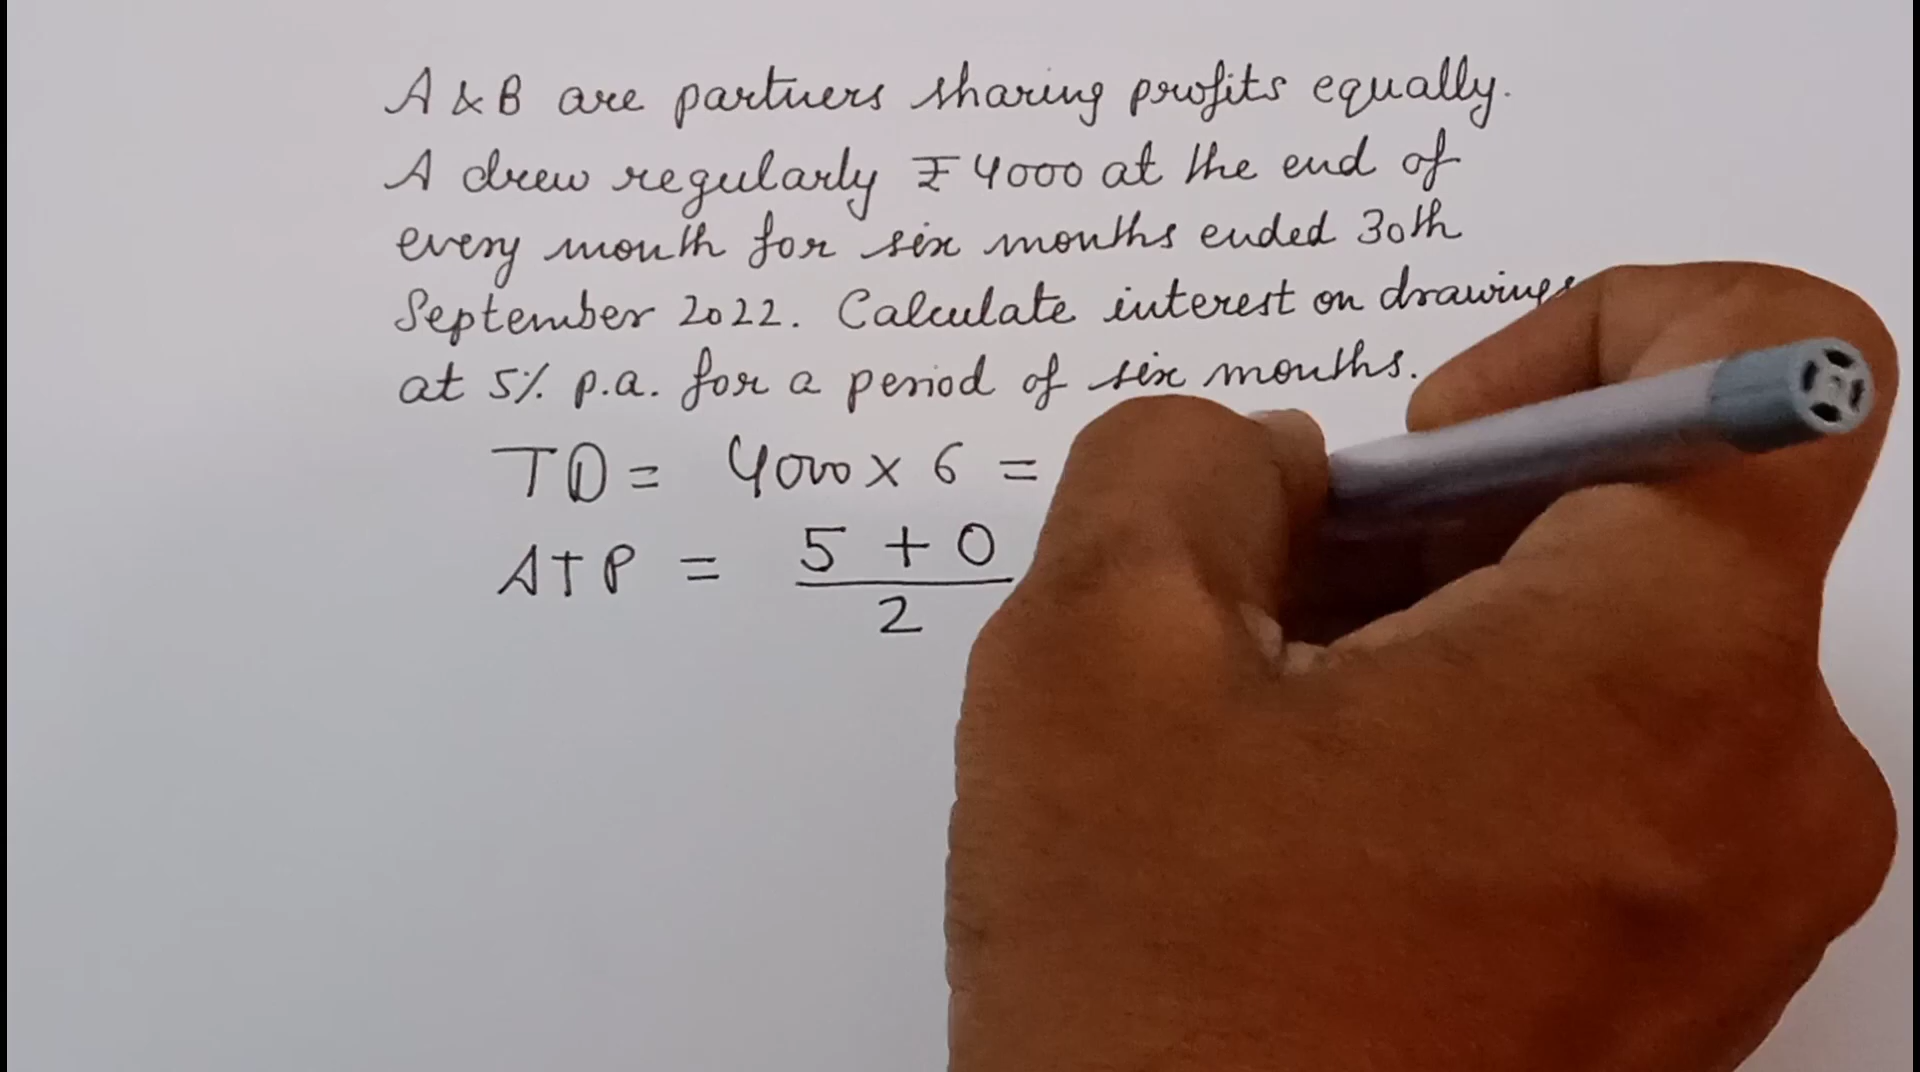 A & B are partners sharing profits equally.
A drew regularly ₹ 4000 at the end of
every month for six months ended 30th
September 2022. Calculate interest on drawings
at 5% p.a. for a period of six months.
TD = 4000 x 6 =
ATP = 5 + 0
2